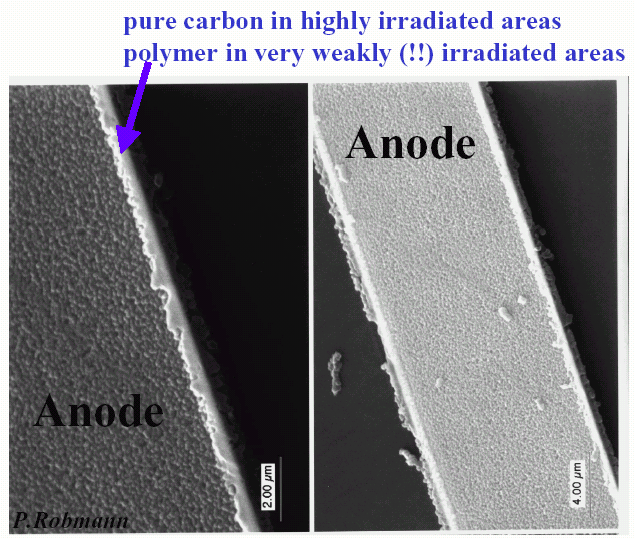 pure carbon in highly irradiated areas
polymer in very weakly (!!) irradiated areas
Anode
Anode
2.00 µm
4.00 µm
P.Robmann